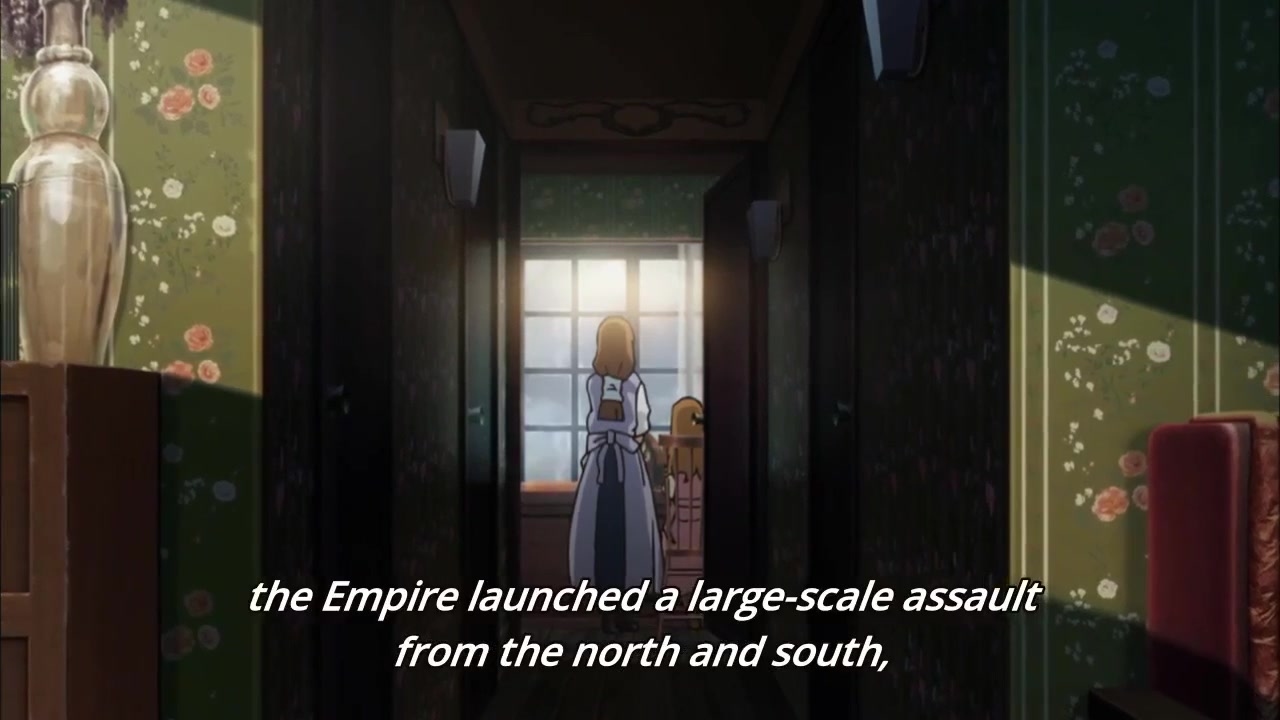 the Empire launched a large-scale assault
from the north and south,